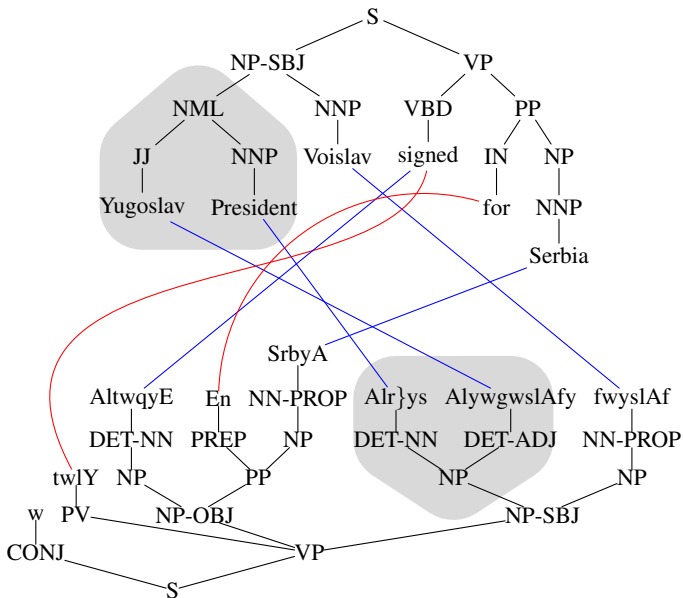 S
NP-SBJ VP
NML NNP VBD PP
JJ NNP Voislav signed IN NP
Yugoslav President for NNP
Serbia
SrbyA
AltwqyE En NN-PROP Alr}ys AlywgwslAfy fwyslAf
DET-NN PREP NP DET-NN DET-ADJ NN-PROP
twlY NP PP NP NP
w PV NP-OBJ NP-SBJ
CONJ VP
S